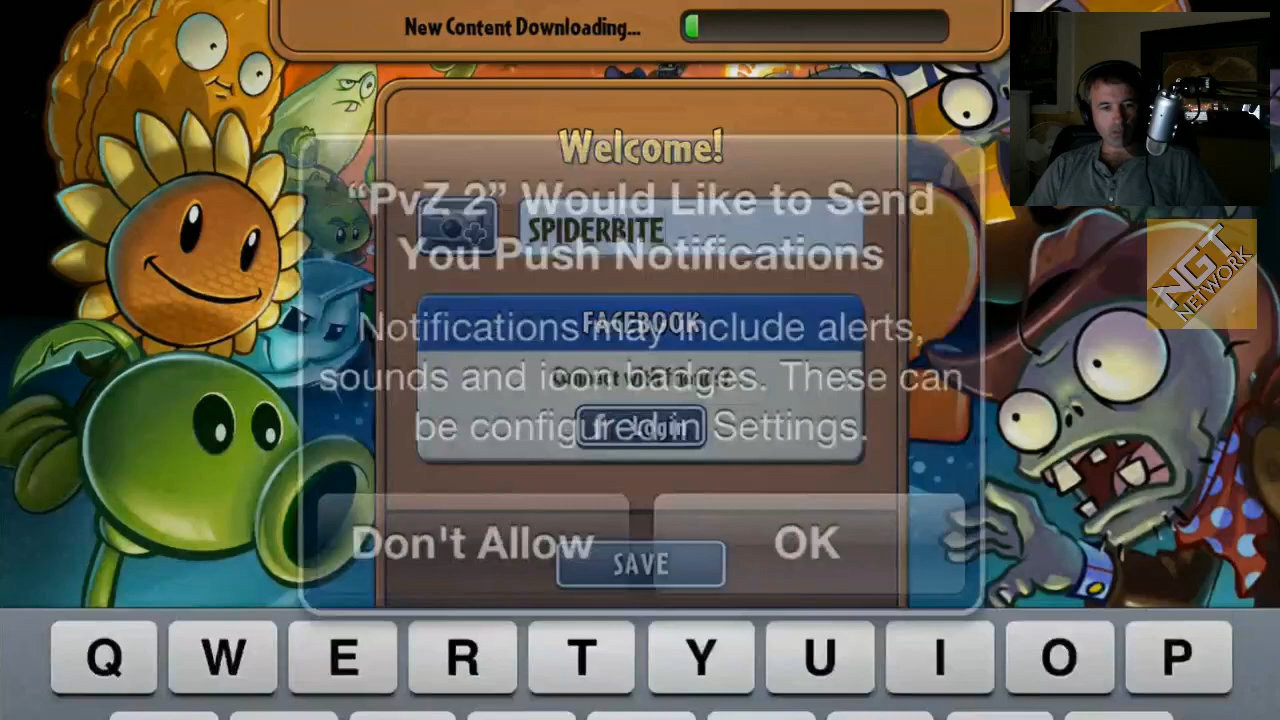 New Content Downloading...
Welcome!
"PvZ 2" Would Like to Send
SPIDERBITE
You Push Notifications
FACEBOOK
Notifications may include alerts,
sounds and icon badges. These can
be configured in Settings.
Login
Don't Allow
OK
SAVE
NGT
NETWORK
Q W E R T Y U I O P